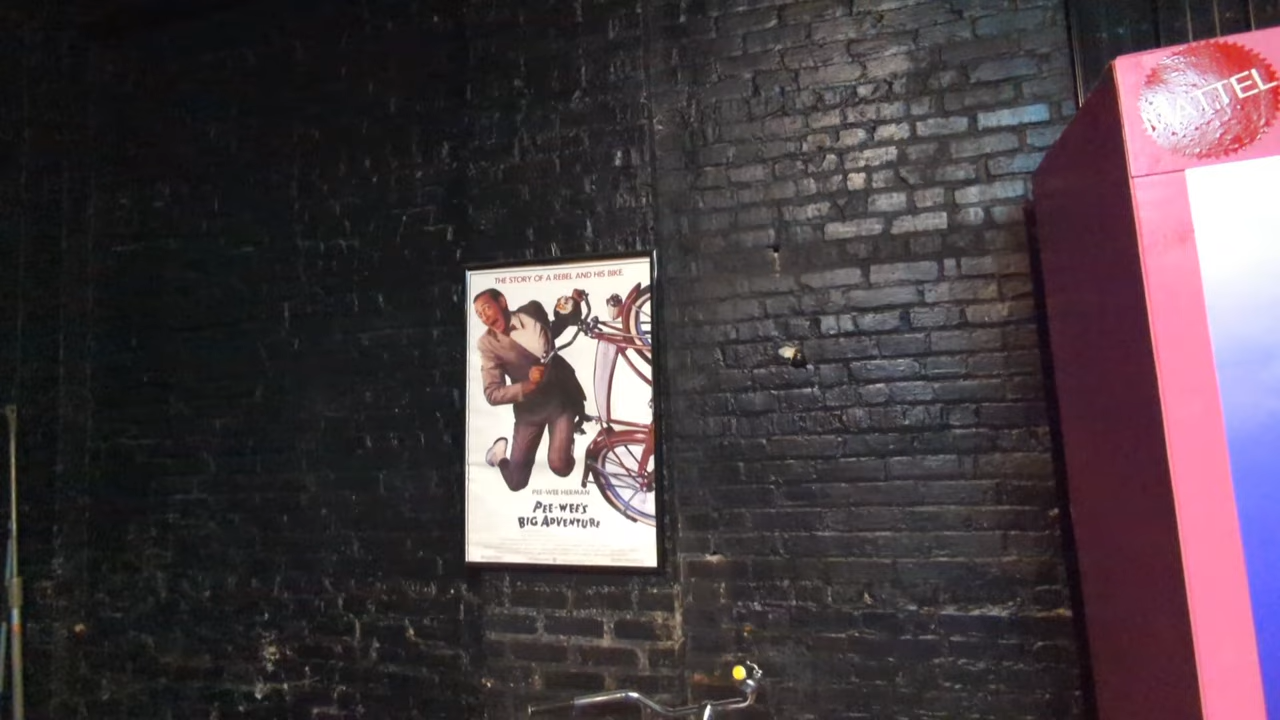 THE STORY OF A REBEL AND HIS BIKE.
PEE-WEE HERMAN
PEE-WEE'S
BIG ADVENTURE
MATTEL